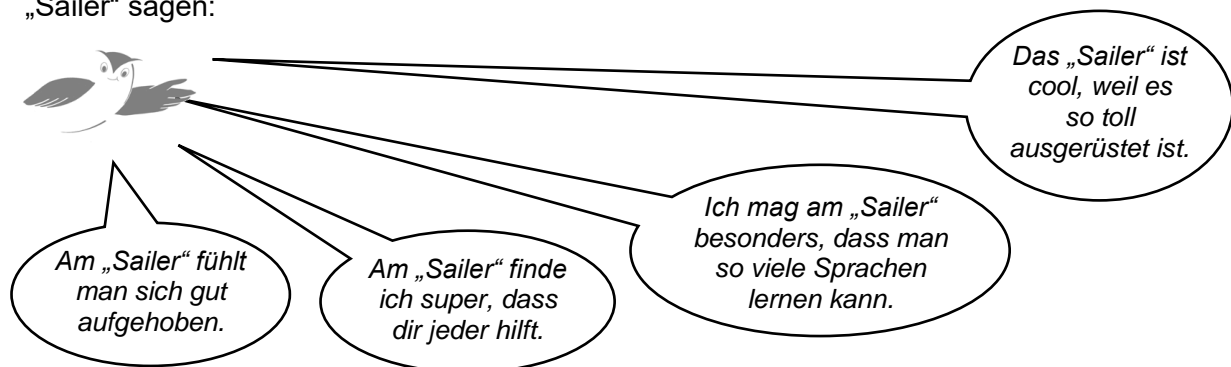 „Sailer“ sagen:
Das „Sailer“ ist
cool, weil es
so toll
ausgerüstet ist.
Ich mag am „Sailer“
besonders, dass man
so viele Sprachen
lernen kann.
Am „Sailer“ fühlt
man sich gut
aufgehoben.
Am „Sailer“ finde
ich super, dass
dir jeder hilft.